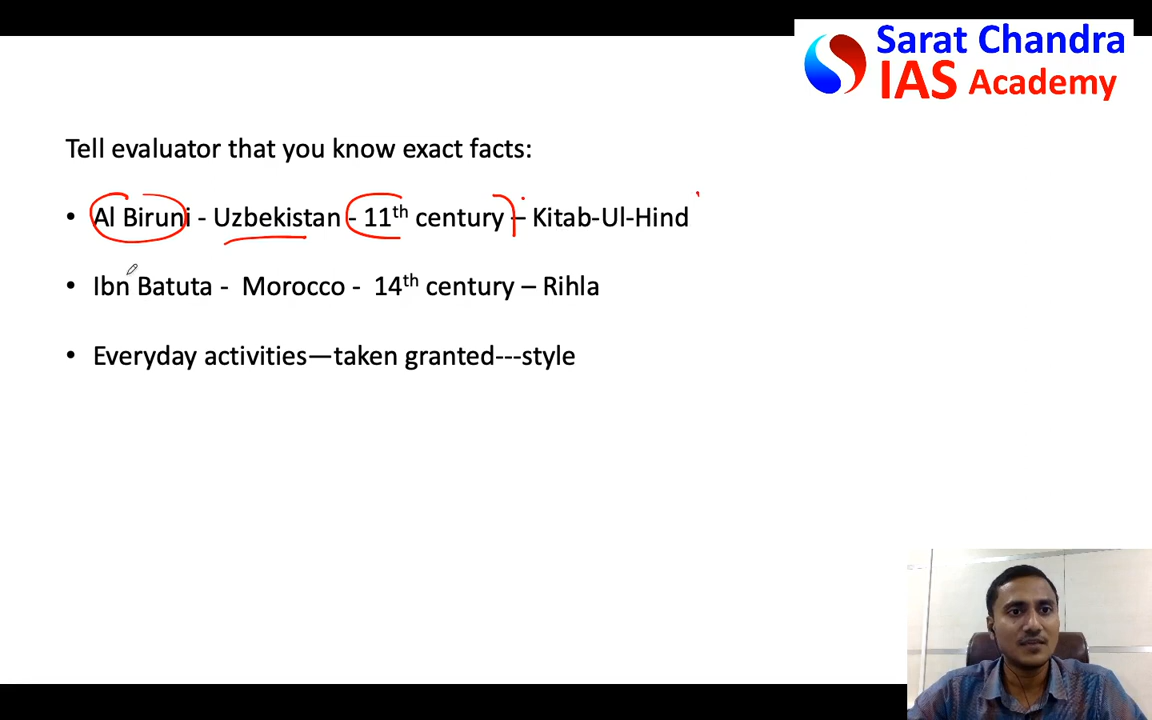 Sarat Chandra
IAS Academy
Tell evaluator that you know exact facts:
• Al Biruni - Uzbekistan - 11th century – Kitab-Ul-Hind
• Ibn Batuta - Morocco - 14th century – Rihla
• Everyday activities—taken granted---style